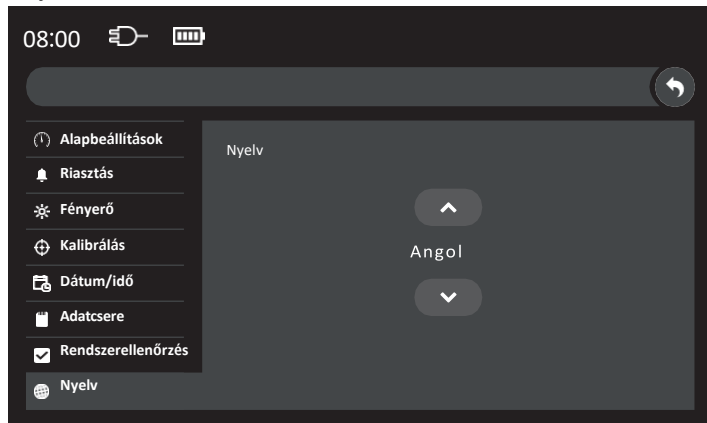 08:00
Alapbeállítások
Riasztás
Fényerő
Kalibrálás
Dátum/idő
Adatcsere
Rendszerellenőrzés
Nyelv
Nyelv
Angol